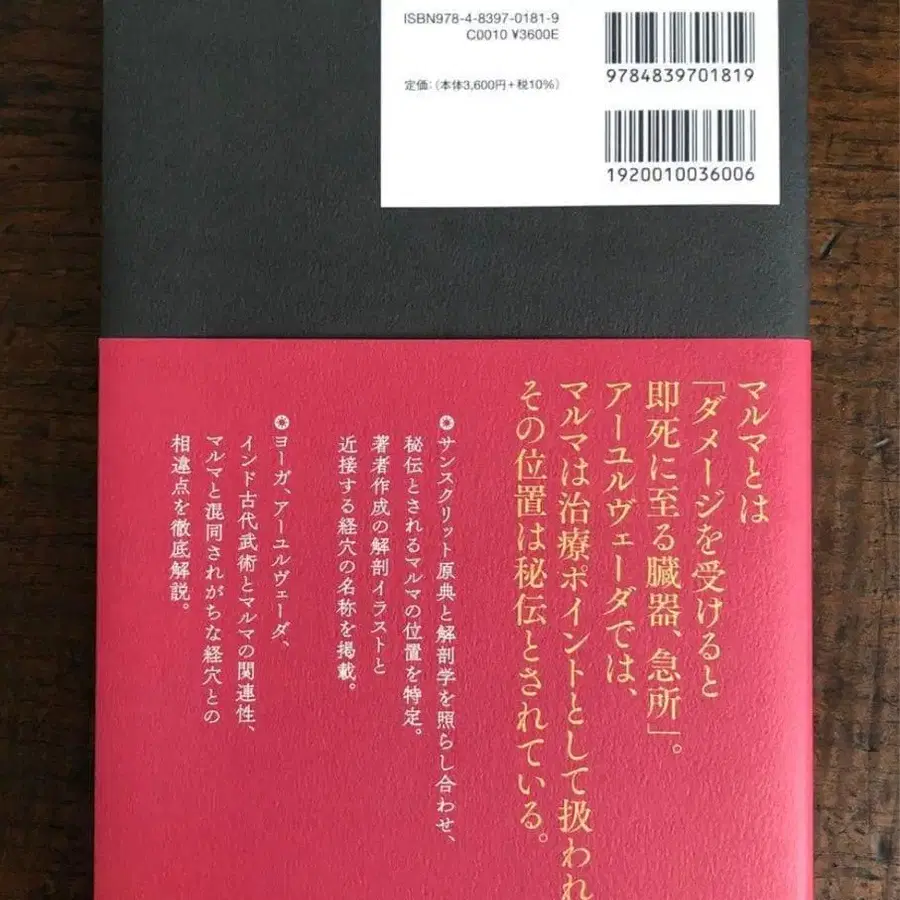 ISBN978-4-8397-0181-9
C0010 ¥3600E
定価:(本体3,600円+税10%)
9784839701819
1920010036006
マルマとは
「ダメージを受けると
即死に至る臓器、急所」。
アーユルヴェーダでは、
マルマは治療ポイントとして扱われ
その位置は秘伝とされている。
サンスクリット原典と解剖学を照らし合わせ、
秘伝とされるマルマの位置を特定。
著者作成の解剖イラストと
近接する経穴の名称を掲載。
ヨーガ、アーユルヴェーダ、
インド古代武術とマルマの関連性、
マルマと混同されがちな経穴との
相違点を徹底解説。